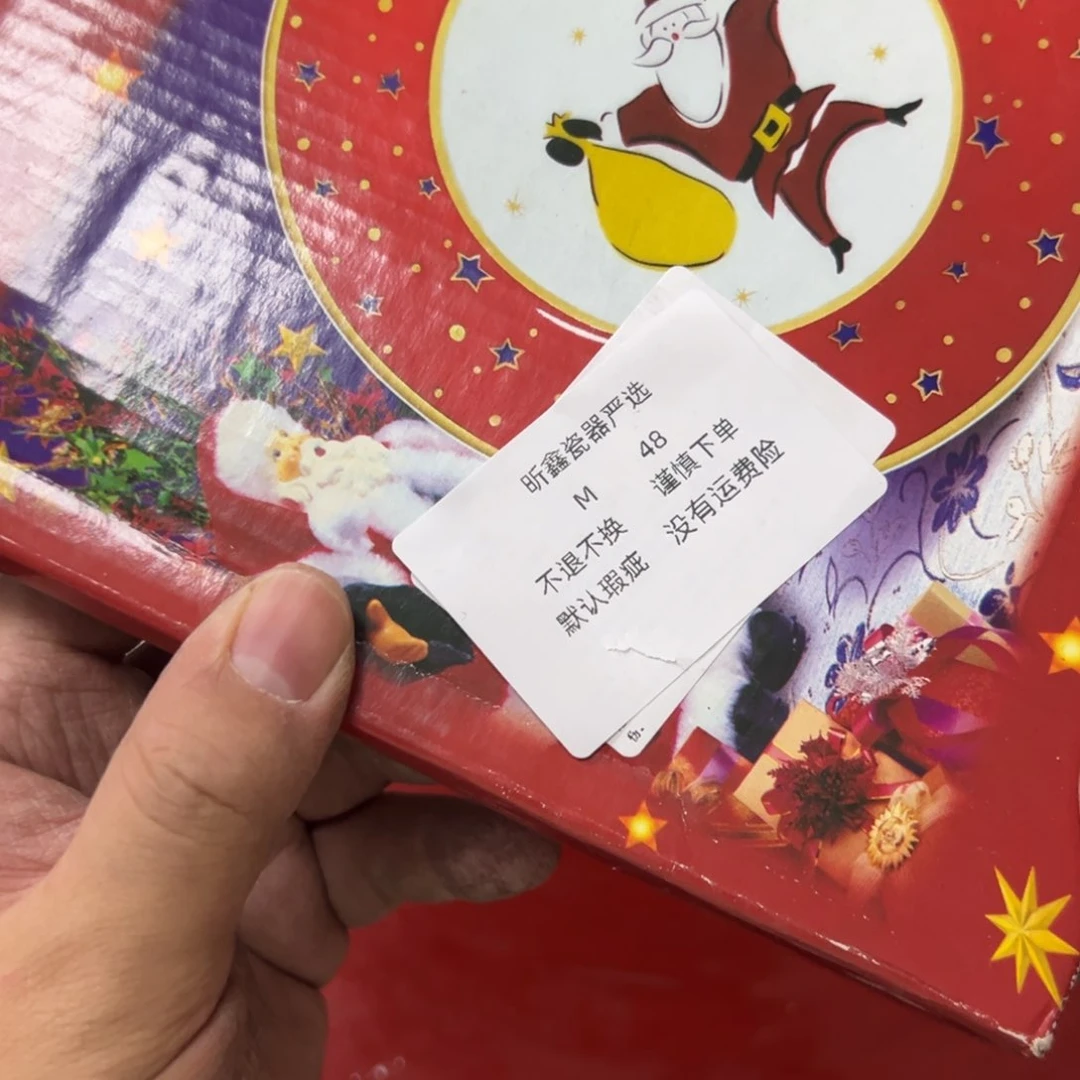 昕鑫瓷器严选
M 48
不退不换 谨慎下单
默认瑕疵 没有运费险
份.